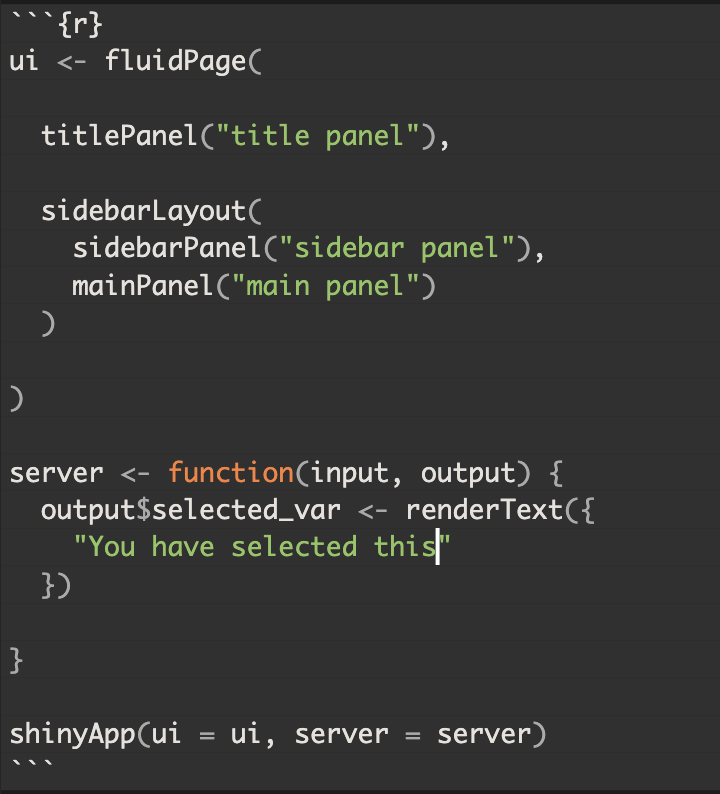 ```{r}
ui <- fluidPage(
titlePanel("title panel"),
sidebarLayout(
sidebarPanel("sidebar panel"),
mainPanel("main panel")
)
)
server <- function(input, output) {
output$selected_var <- renderText({
"You have selected this"
})
}
shinyApp(ui = ui, server = server)
```